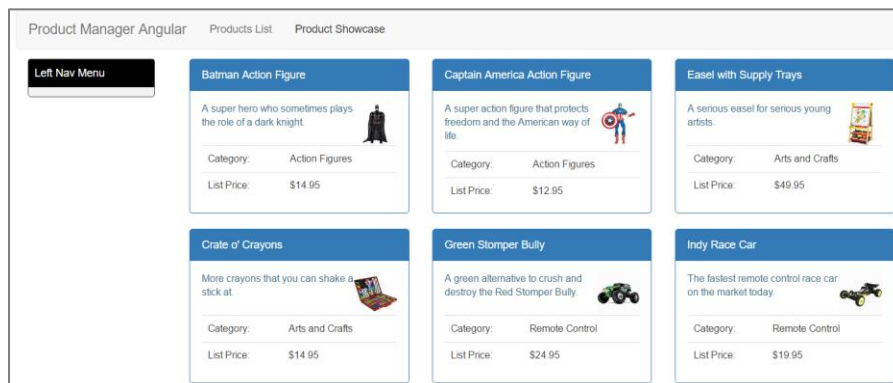 Product Manager Angular Products List Product Showcase
Left Nav Menu
Batman Action Figure
A super hero who sometimes plays
the role of a dark knight.
Category: Action Figures
List Price: $14.95
Captain America Action Figure
A super action figure that protects
freedom and the American way of
life.
Category: Action Figures
List Price: $12.95
Easel with Supply Trays
A serious easel for serious young
artists.
Category: Arts and Crafts
List Price: $49.95
Crate o' Crayons
More crayons that you can shake a
stick at.
Category: Arts and Crafts
List Price: $14.95
Green Stomper Bully
A green alternative to crush and
destroy the Red Stomper Bully.
Category: Remote Control
List Price: $24.95
Indy Race Car
The fastest remote control race car
on the market today.
Category: Remote Control
List Price: $19.95